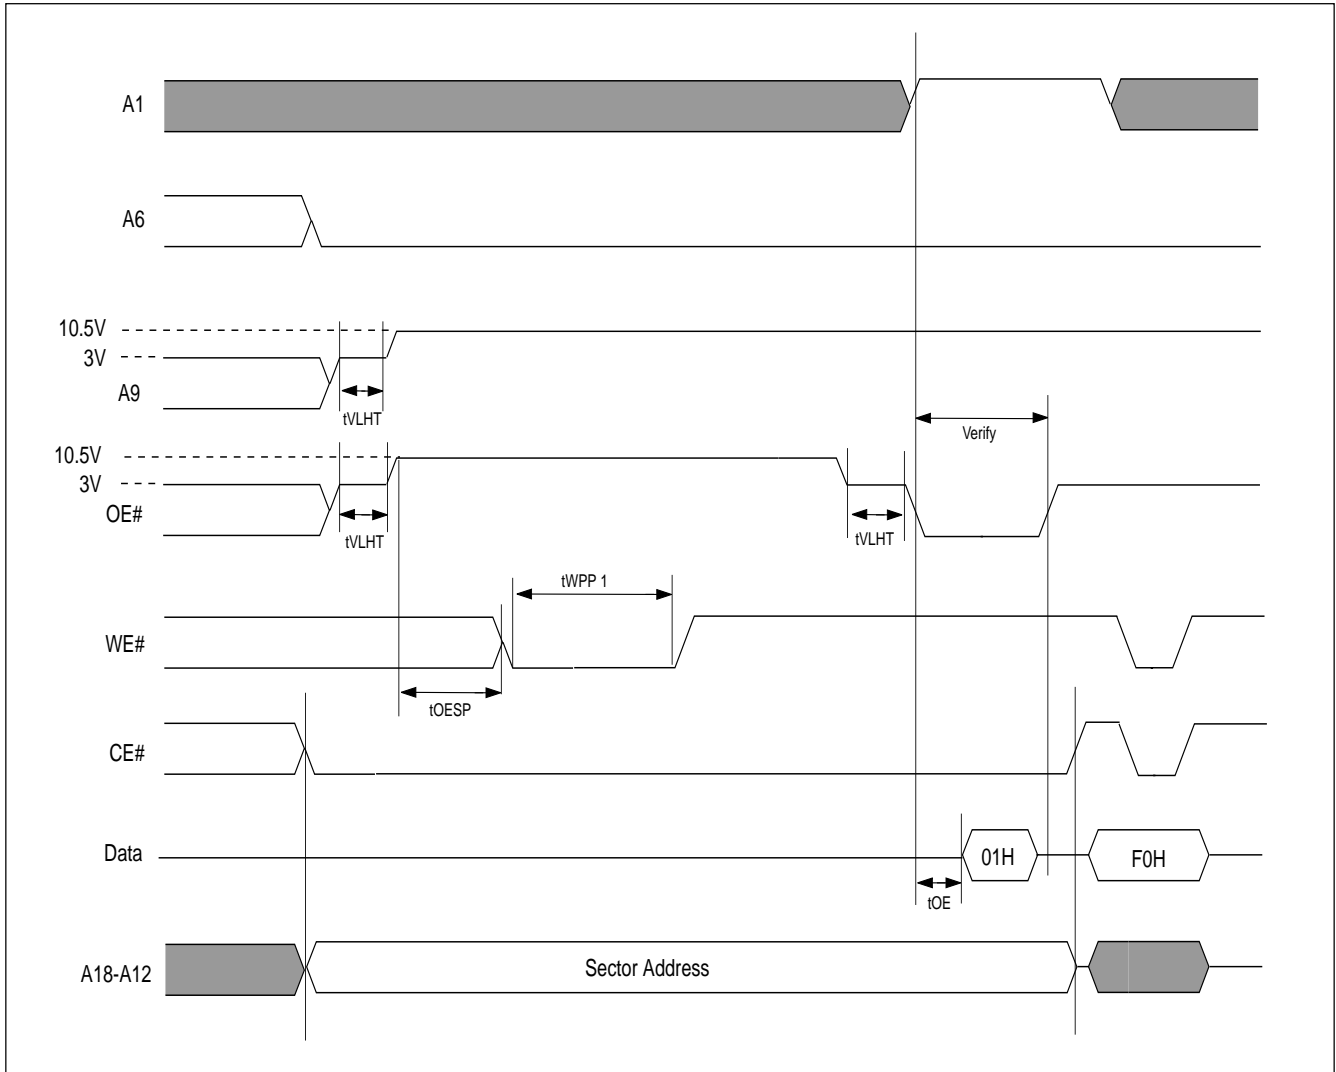 A1
A6
10.5V
3V
A9
tVLHT
Verify
10.5V
3V
OE#
tVLHT
tVLHT
tWPP 1
WE#
tOESP
CE#
Data
01H
F0H
tOE
A18-A12
Sector Address